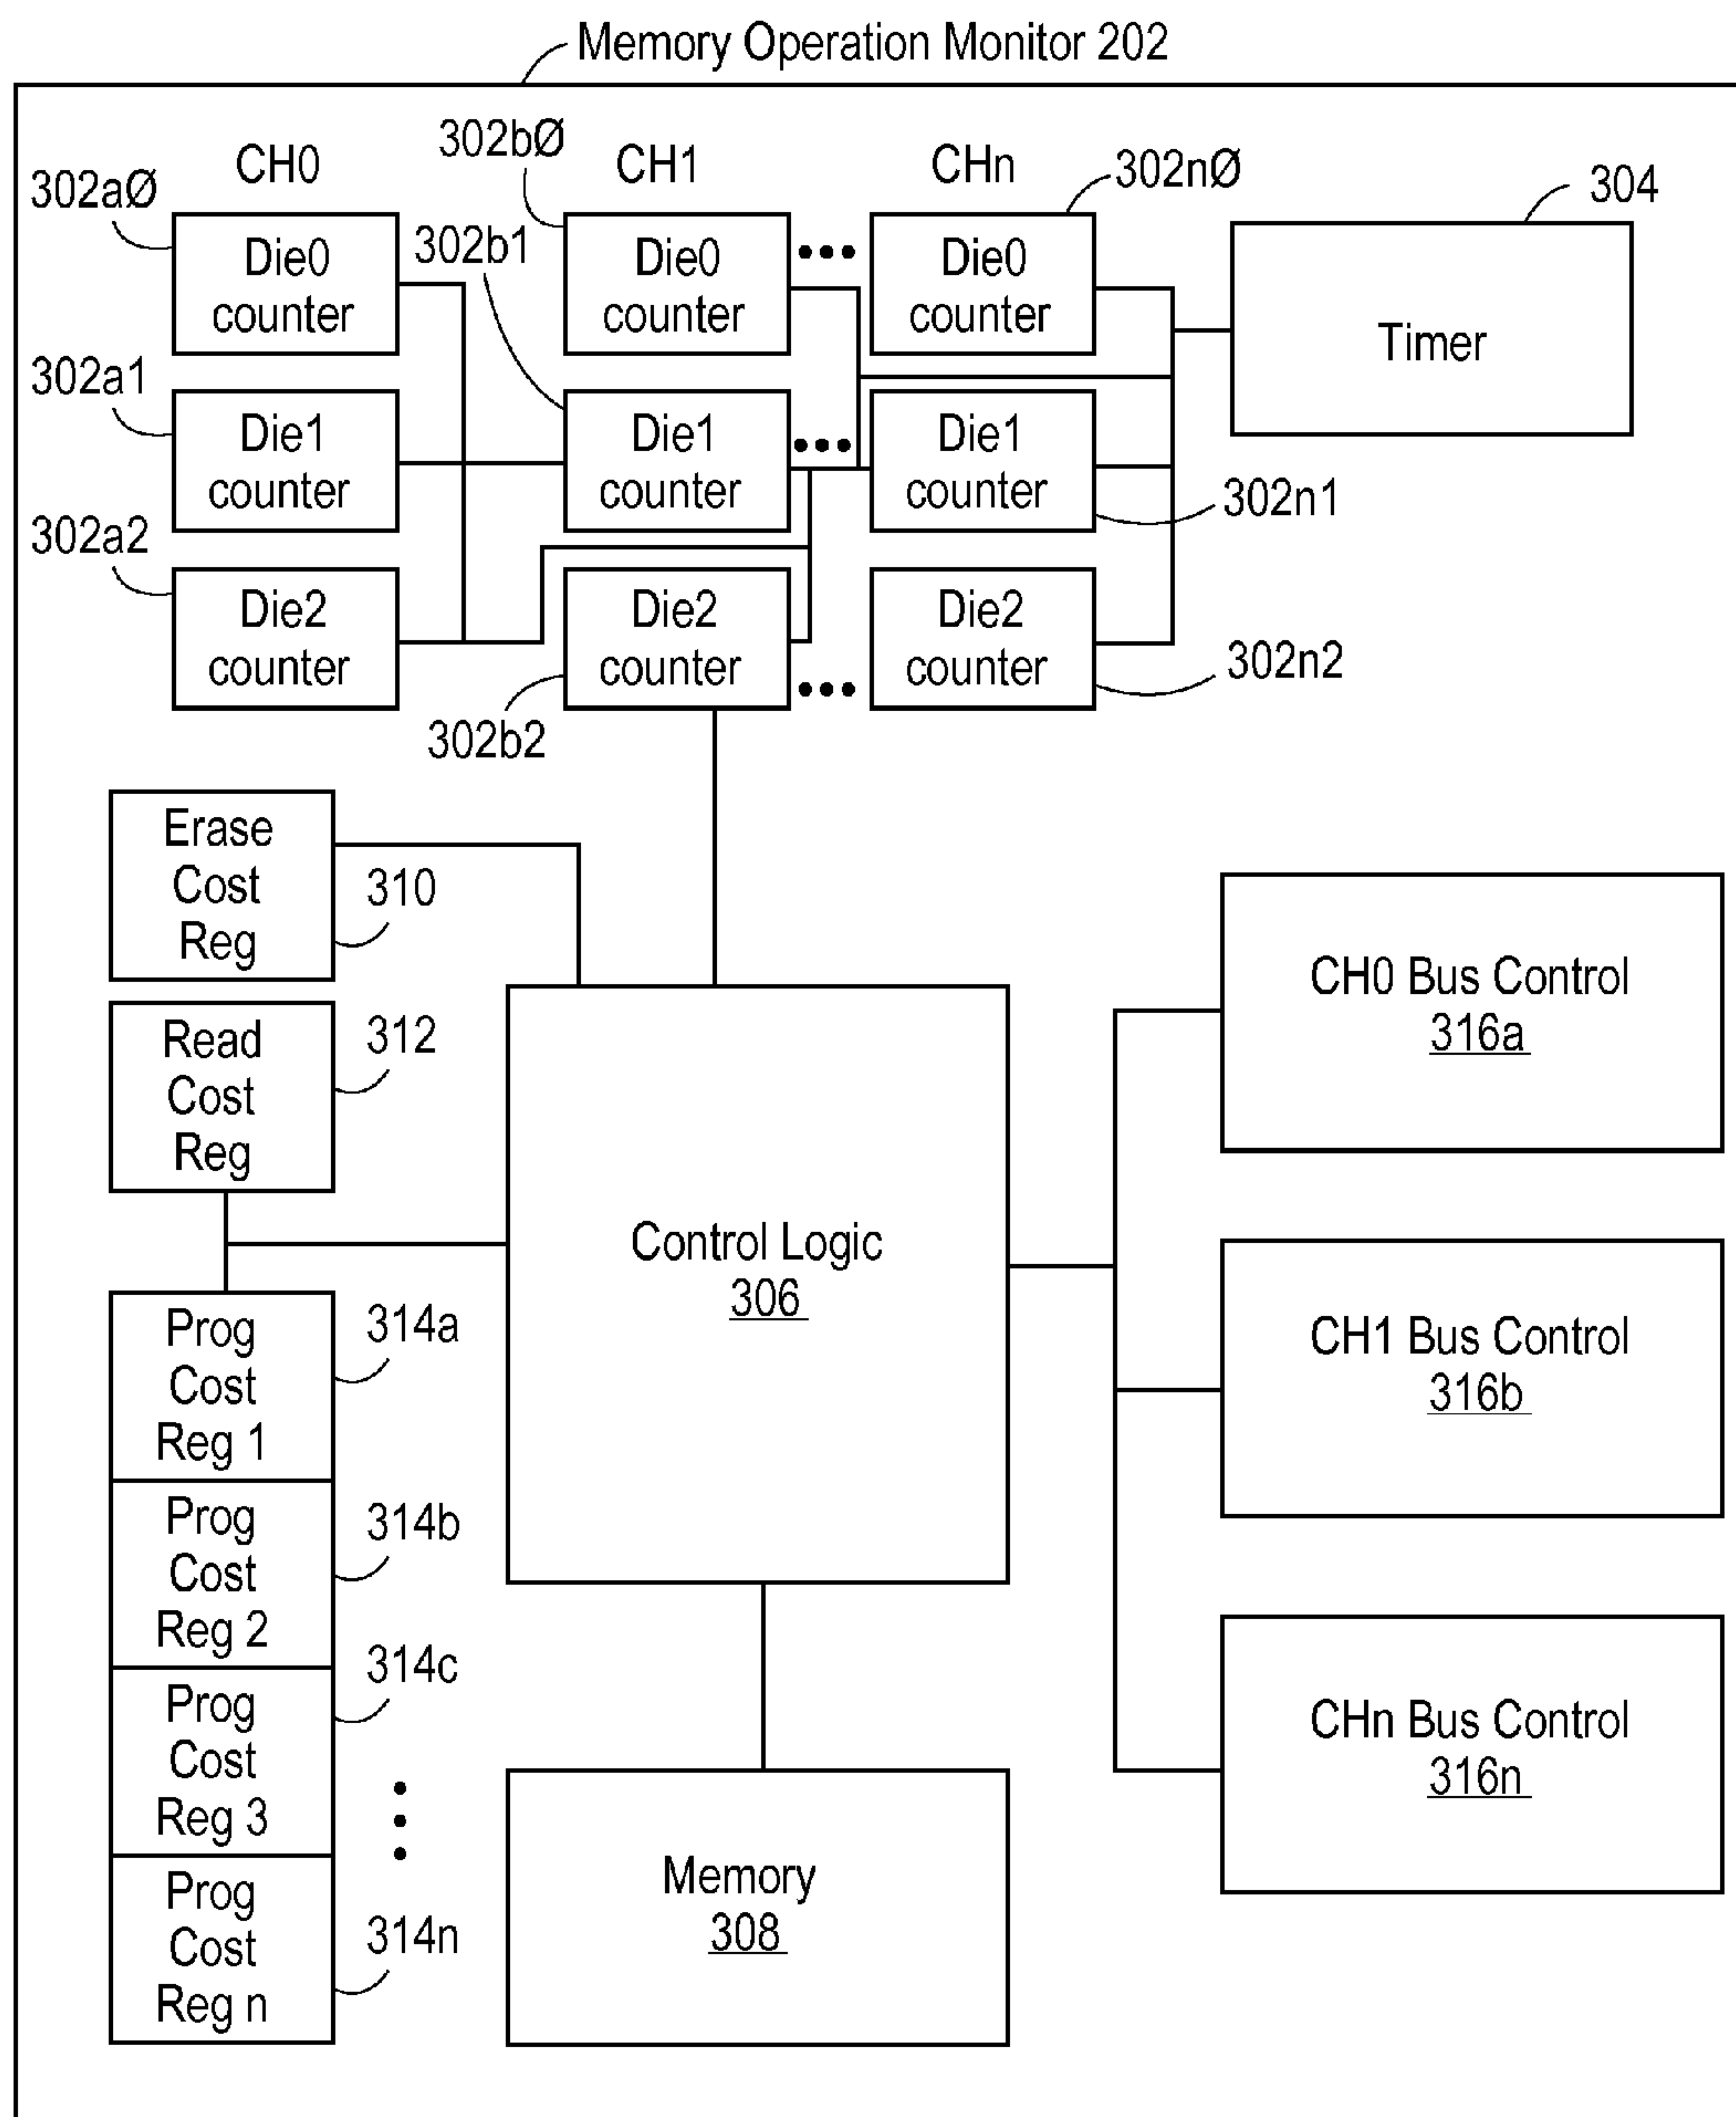 Memory Operation Monitor 202
302aØ
CH0
302bØ
CH1
CHn
302nØ
304
Die0
counter
302b1
Die0
counter
Die0
counter
Timer
302a1
Die1
counter
Die1
counter
Die1
counter
302n1
302a2
Die2
counter
Die2
counter
Die2
counter
302n2
302b2
Erase
Cost
Reg
310
Read
Cost
Reg
312
CH0 Bus Control
316a
Control Logic
306
Prog
Cost
Reg 1
314a
CH1 Bus Control
316b
Prog
Cost
Reg 2
314b
Prog
Cost
Reg 3
314c
CHn Bus Control
316n
Prog
Cost
Reg n
314n
Memory
308